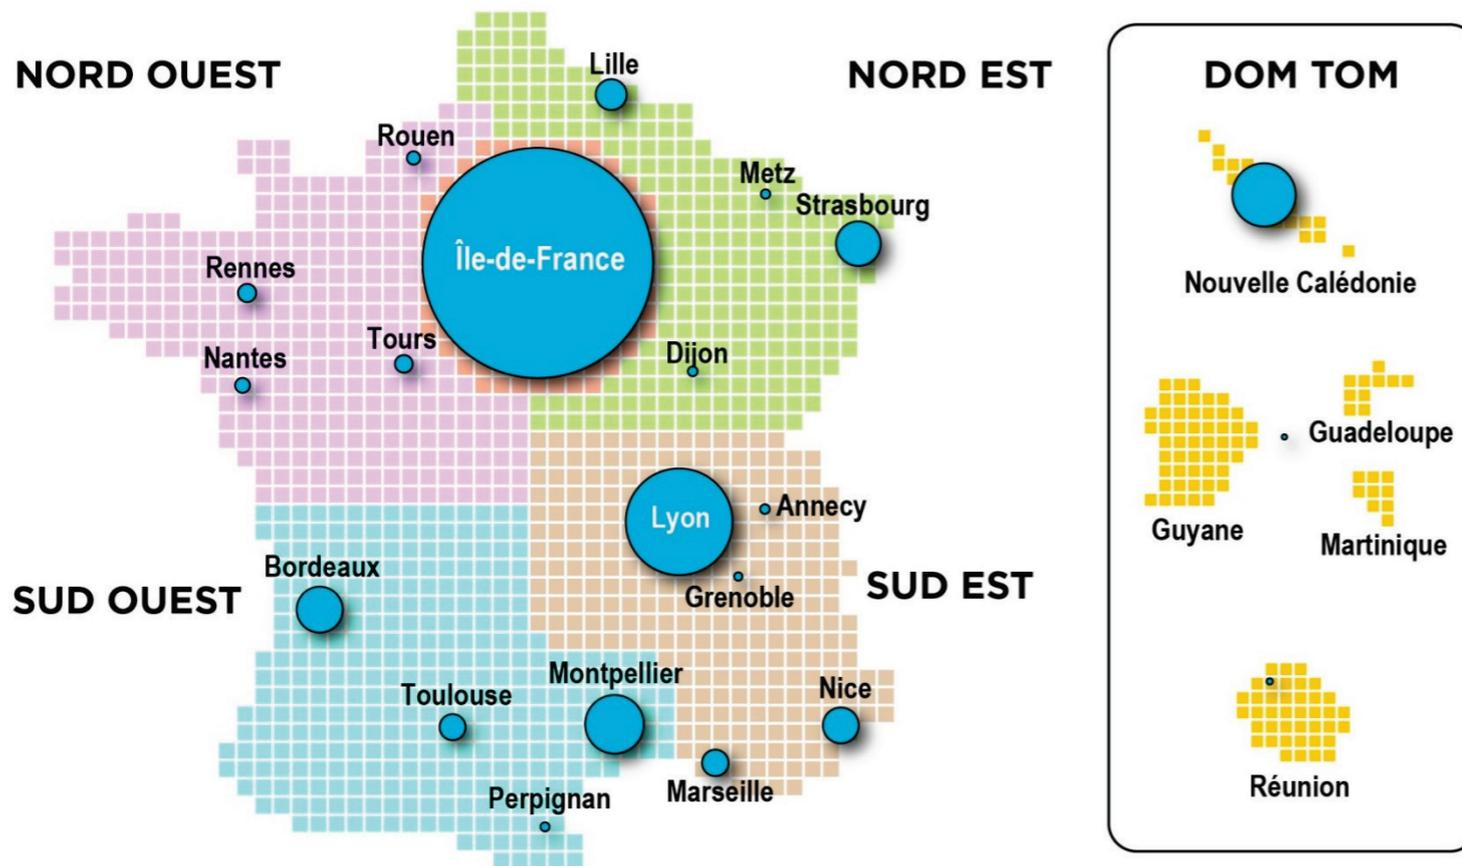 NORD OUEST
NORD EST
DOM TOM
Lille
Rouen
Metz
Strasbourg
Île-de-France
Rennes
Tours
Nantes
Dijon
Nouvelle Calédonie
Guadeloupe
Guyane
Martinique
Lyon
Annecy
Grenoble
Bordeaux
SUD OUEST
SUD EST
Montpellier
Toulouse
Nice
Marseille
Perpignan
Réunion